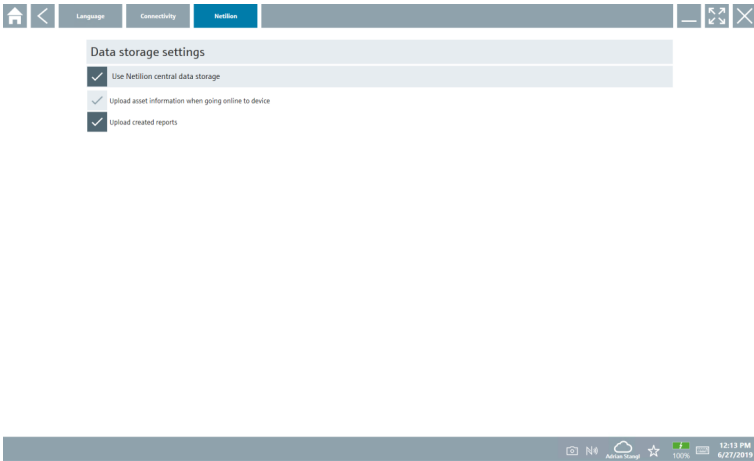 Language Connectivity Netilion
Data storage settings
Use Netilion central data storage
Upload asset information when going online to device
Upload created reports
Adrian Stangl 100% 12:13 PM
6/27/2019